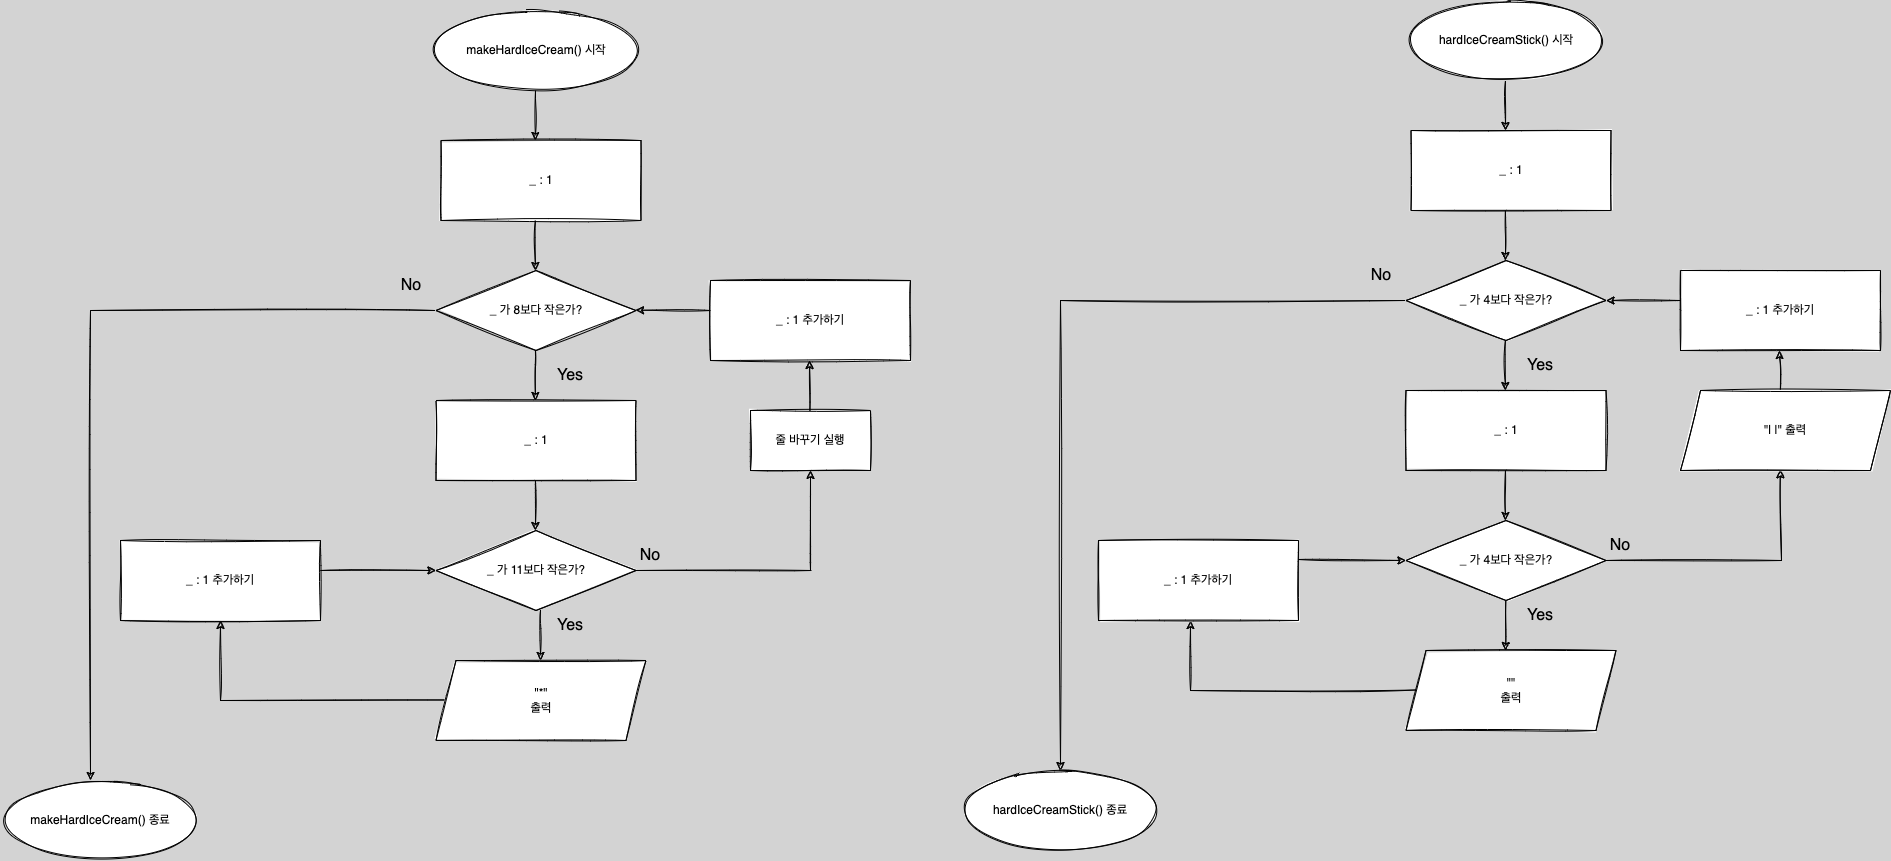 makeHardIceCream() 시작
_ : 1
No
_ 가 8보다 작은가?
_ : 1 추가하기
Yes
_ : 1
줄 바꾸기 실행
_ : 1 추가하기
_ 가 11보다 작은가?
No
Yes
"*"
출력
makeHardIceCream() 종료
hardIceCreamStick() 시작
_ : 1
No
_ 가 4보다 작은가?
_ : 1 추가하기
Yes
_ : 1
"| |" 출력
_ : 1 추가하기
_ 가 4보다 작은가?
No
Yes
""
출력
hardIceCreamStick() 종료